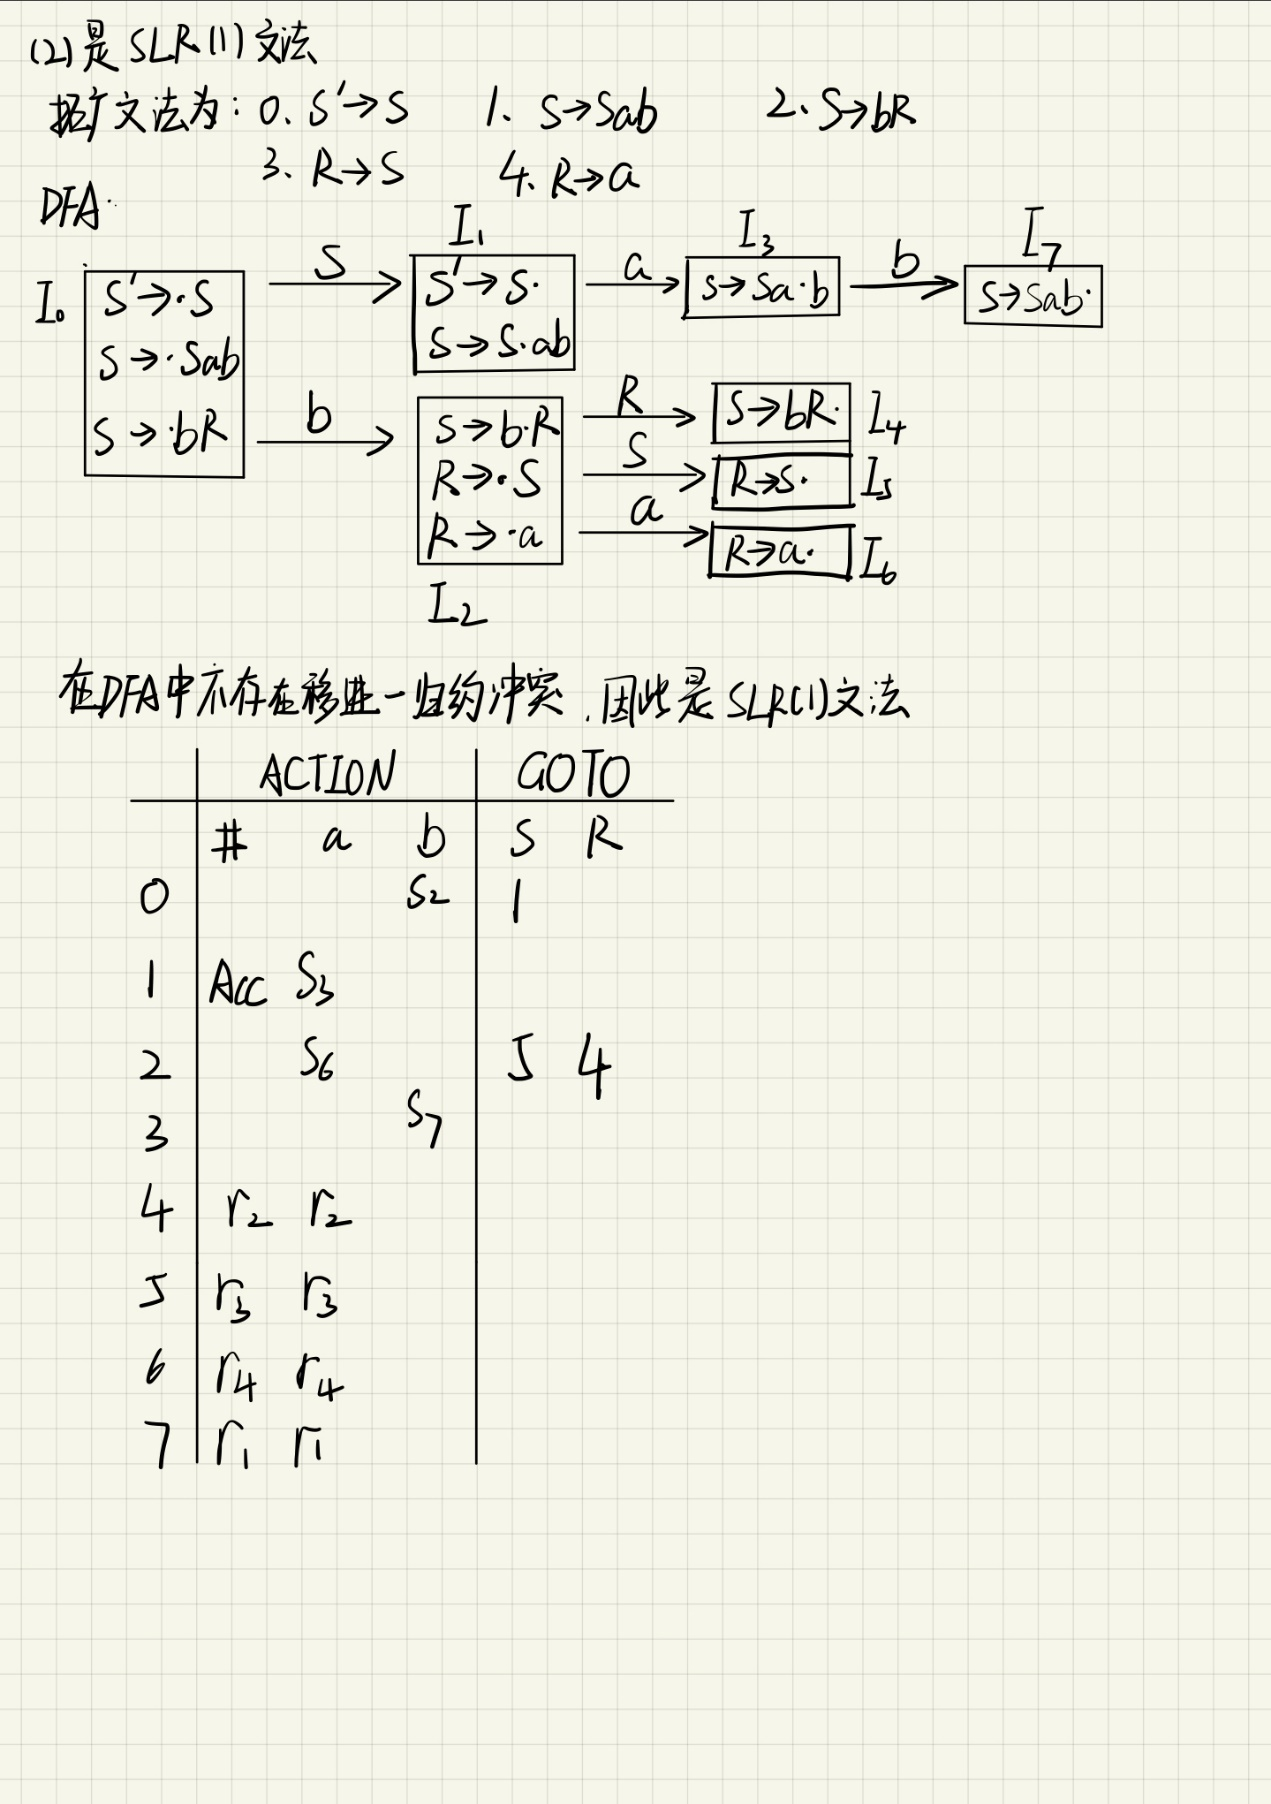 (2)是SLR(1)文法
拓广文法为: 0. S'→S 1. S→Sab 2. S→bR
3. R→S 4. R→a
DFA.
I₀
S'→·S
S→·Sab
S→·bR
S
b
I₁
S'→S·
S→S·ab
a
I₃
S→Sa·b
b
I₇
S→Sab·
S→b·R
R→·S
R→·a
I₂
R
S→bR· I₄
S
R→S· I₅
a
R→a· I₆
在DFA中不存在移进-归约冲突,因此是SLR(1)文法
ACTION GOTO
# a b S R
0 S₂ 1
1 Acc S₃
2 S₆ 5 4
3 S₇
4 r₂ r₂
5 r₃ r₃
6 r₄ r₄
7 r₁ r₁